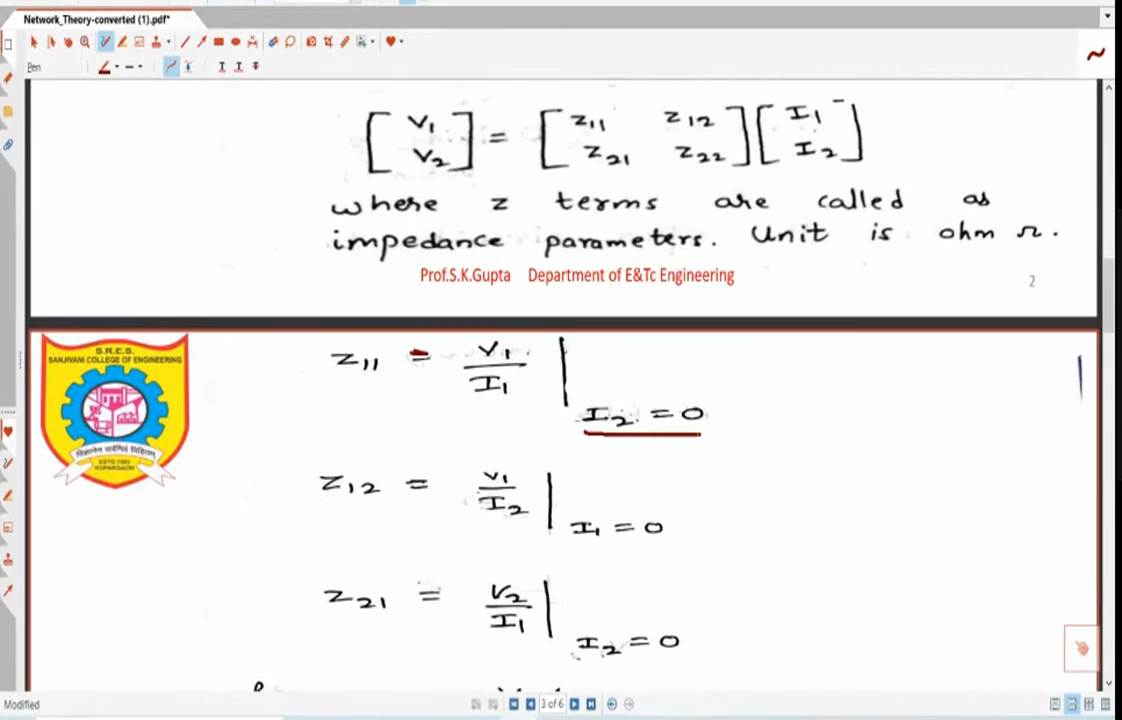 Network_Theory-converted (1).pdf*
Pen
[ V1 V2 ] = [ Z11 Z12 Z21 Z22 ] [ I1 I2 ]
where z terms are called as
impedance parameters. Unit is ohm Ω.
Prof.S.K.Gupta Department of E&Tc Engineering
2
S.R.E.S.
SANJIVANI COLLEGE OF ENGINEERING
ESTD 1983
KOPARGAON
Z11 = V1/I1 | I2 = 0
Z12 = V1/I2 | I1 = 0
Z21 = V2/I1 | I2 = 0
Modified
3 of 6